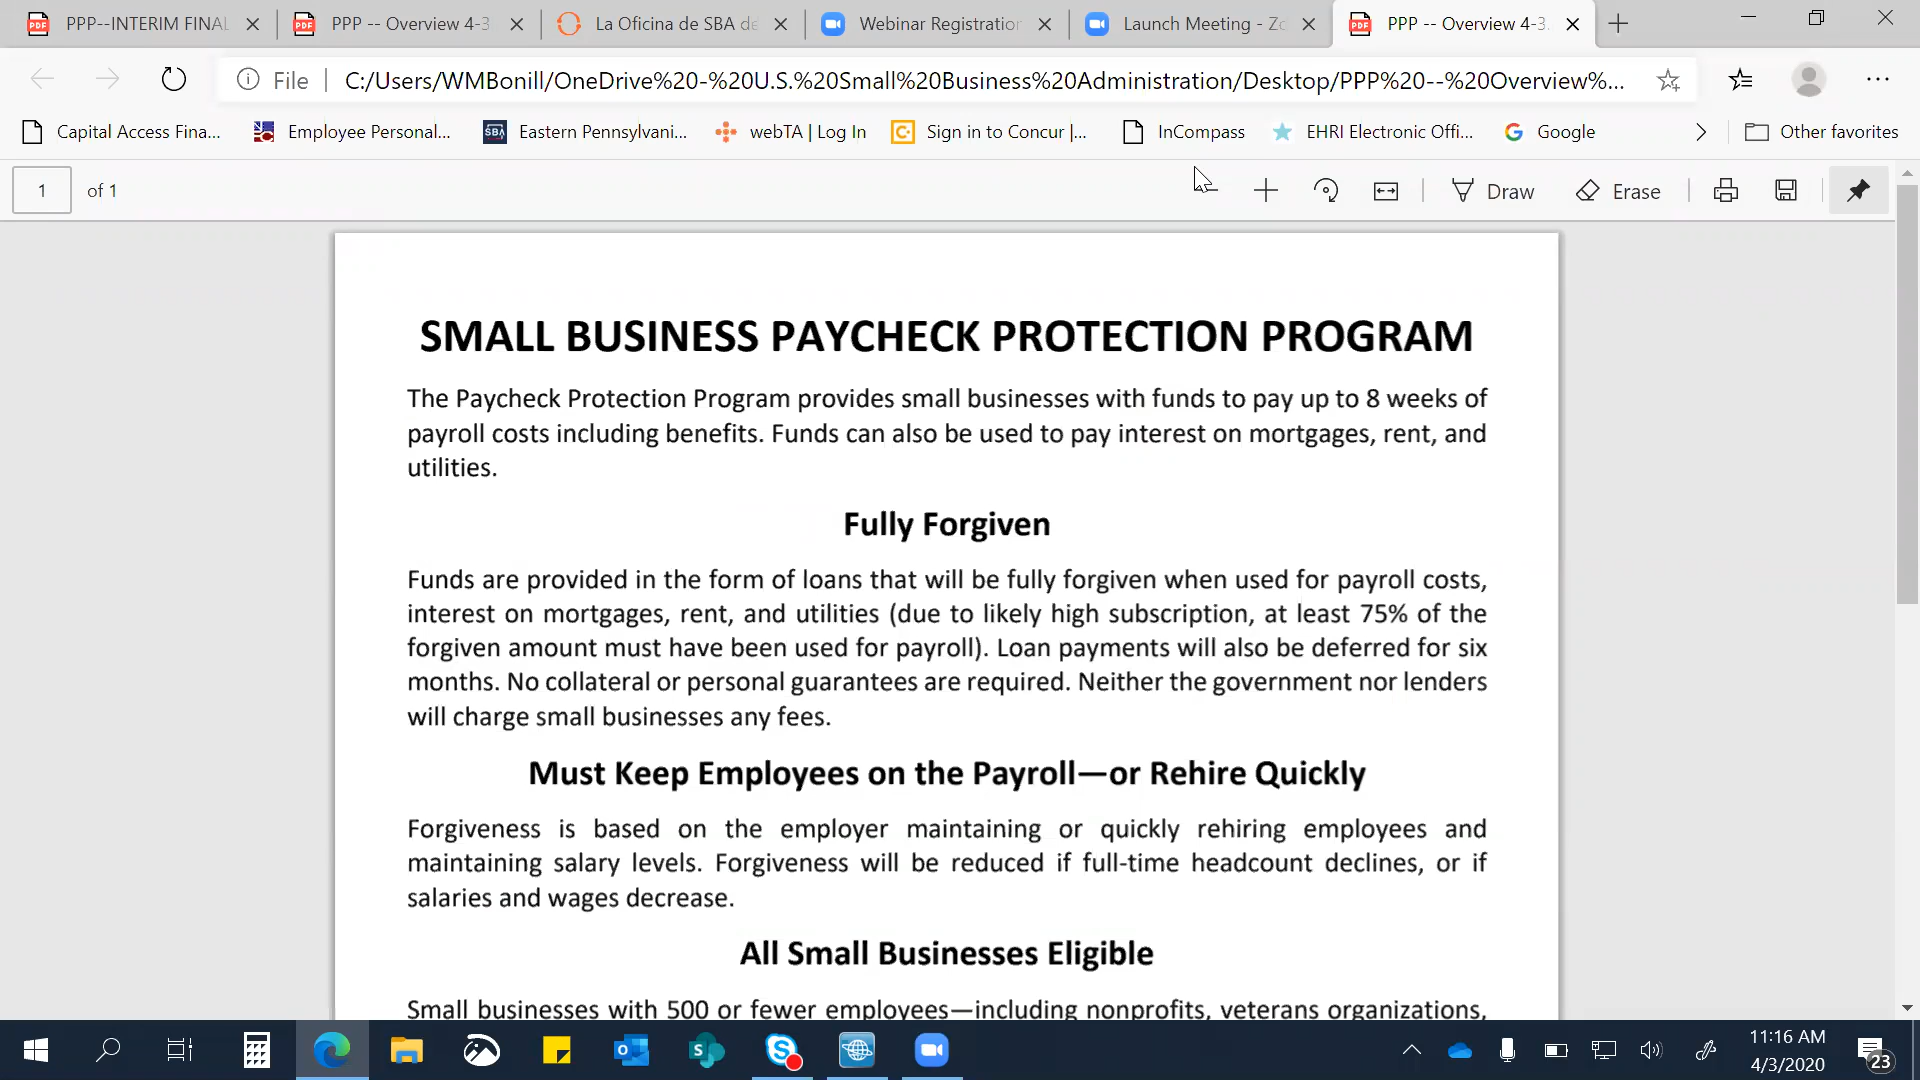 PPP--INTERIM FINAL
PPP -- Overview 4-3
La Oficina de SBA de
Webinar Registration
Launch Meeting - Zo
PPP -- Overview 4-3.
File
C:/Users/WMBonill/OneDrive%20-%20U.S.%20Small%20Business%20Administration/Desktop/PPP%20--%20Overview%...
Capital Access Fina...
Employee Personal...
SBA
Eastern Pennsylvani...
webTA | Log In
Sign in to Concur |...
InCompass
EHRI Electronic Offi...
Google
Other favorites
1 of 1
Draw
Erase
SMALL BUSINESS PAYCHECK PROTECTION PROGRAM
The Paycheck Protection Program provides small businesses with funds to pay up to 8 weeks of
payroll costs including benefits. Funds can also be used to pay interest on mortgages, rent, and
utilities.
Fully Forgiven
Funds are provided in the form of loans that will be fully forgiven when used for payroll costs,
interest on mortgages, rent, and utilities (due to likely high subscription, at least 75% of the
forgiven amount must have been used for payroll). Loan payments will also be deferred for six
months. No collateral or personal guarantees are required. Neither the government nor lenders
will charge small businesses any fees.
Must Keep Employees on the Payroll—or Rehire Quickly
Forgiveness is based on the employer maintaining or quickly rehiring employees and
maintaining salary levels. Forgiveness will be reduced if full-time headcount declines, or if
salaries and wages decrease.
All Small Businesses Eligible
Small businesses with 500 or fewer employees—including nonprofits, veterans organizations,
11:16 AM
4/3/2020
23